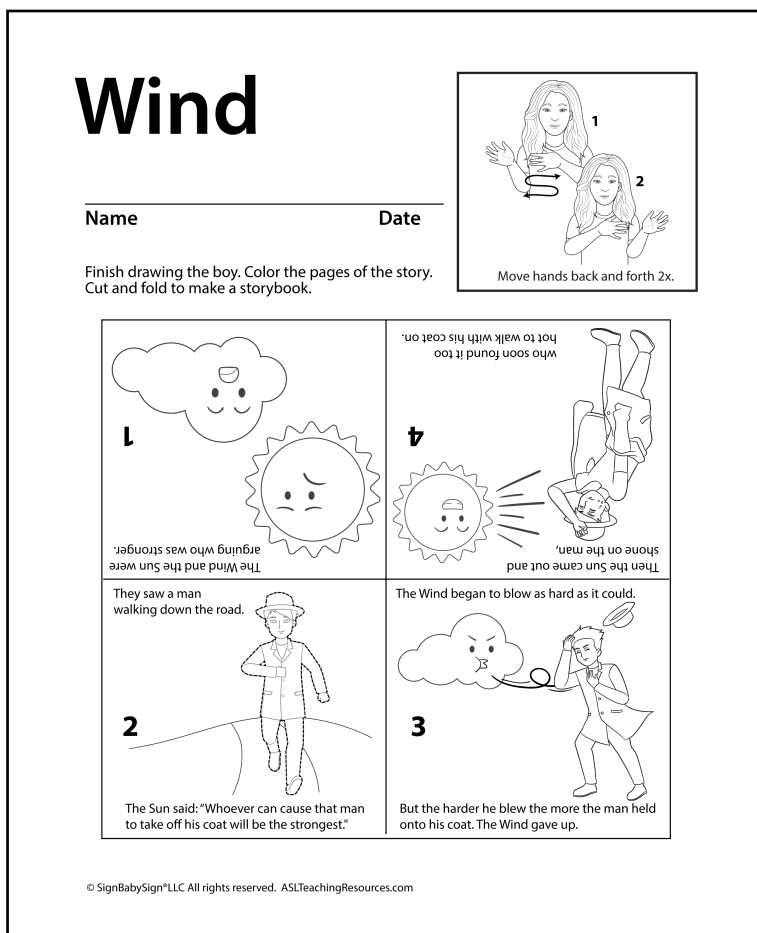 Wind
1
2
Move hands back and forth 2x.
Name Date
Finish drawing the boy. Color the pages of the story.
Cut and fold to make a storybook.
The Wind and the Sun were
arguing who was stronger.
1
They saw a man
walking down the road.
2
The Sun said: “Whoever can cause that man
to take off his coat will be the strongest."
The Wind began to blow as hard as it could.
3
But the harder he blew the more the man held
onto his coat. The Wind gave up.
Then the Sun came out and
shone on the man,
4
who soon found it too
hot to walk with his coat on.
© SignBabySign®LLC All rights reserved. ASLTeachingResources.com